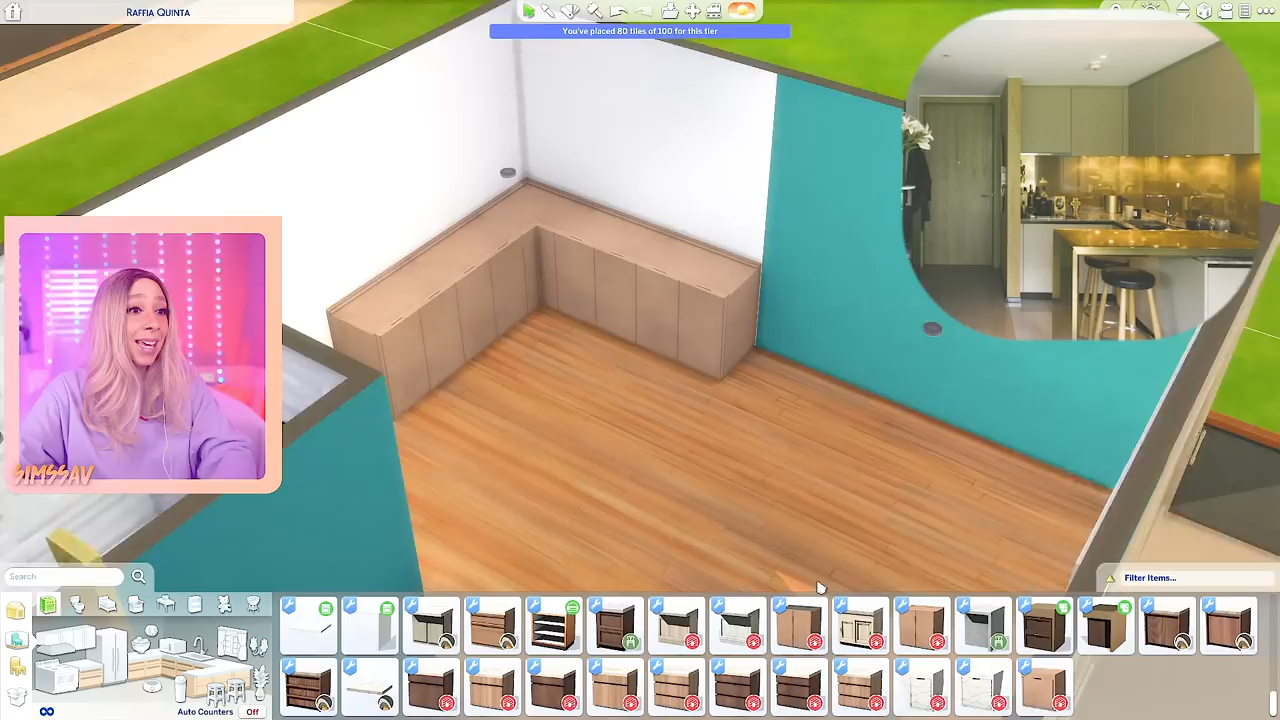 RAFFIA QUINTA
You've placed 80 tiles of 100 for this tier
SIMSSAV
Search
Filter Items...
Auto Counters
Off